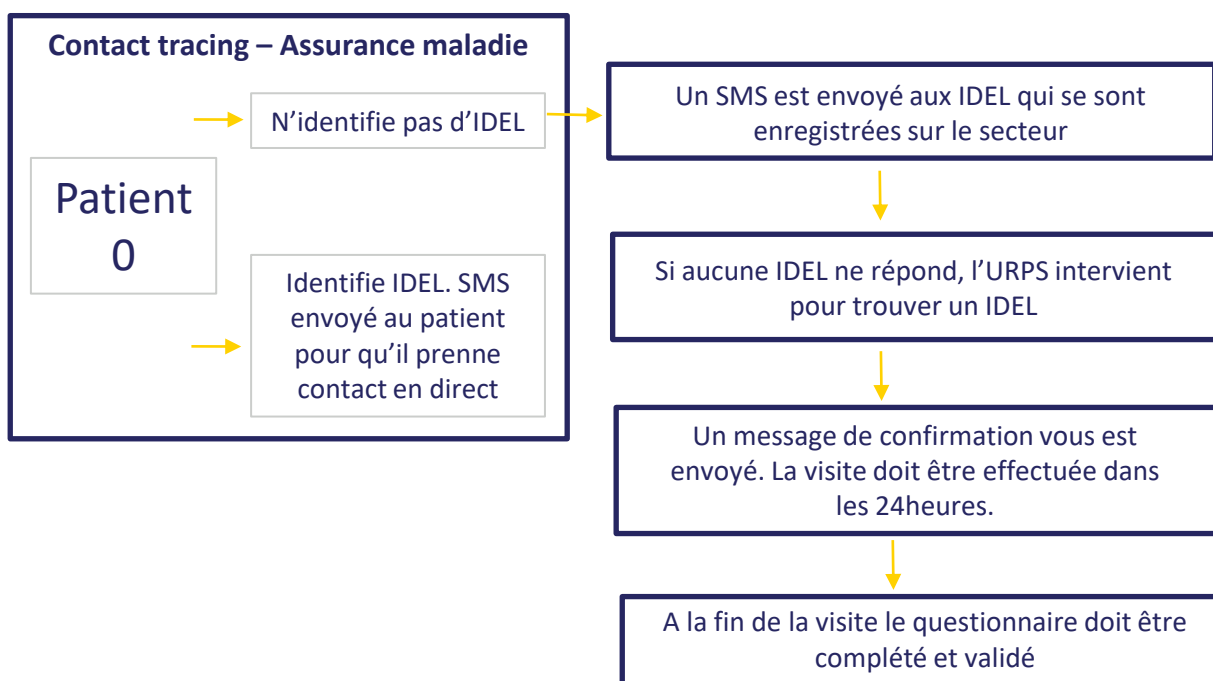 Contact tracing – Assurance maladie
Patient
0
N'identifie pas d'IDEL
Identifie IDEL. SMS
envoyé au patient
pour qu'il prenne
contact en direct
Un SMS est envoyé aux IDEL qui se sont
enregistrées sur le secteur
Si aucune IDEL ne répond, l'URPS intervient
pour trouver un IDEL
Un message de confirmation vous est
envoyé. La visite doit être effectuée dans
les 24heures.
A la fin de la visite le questionnaire doit être
complété et validé